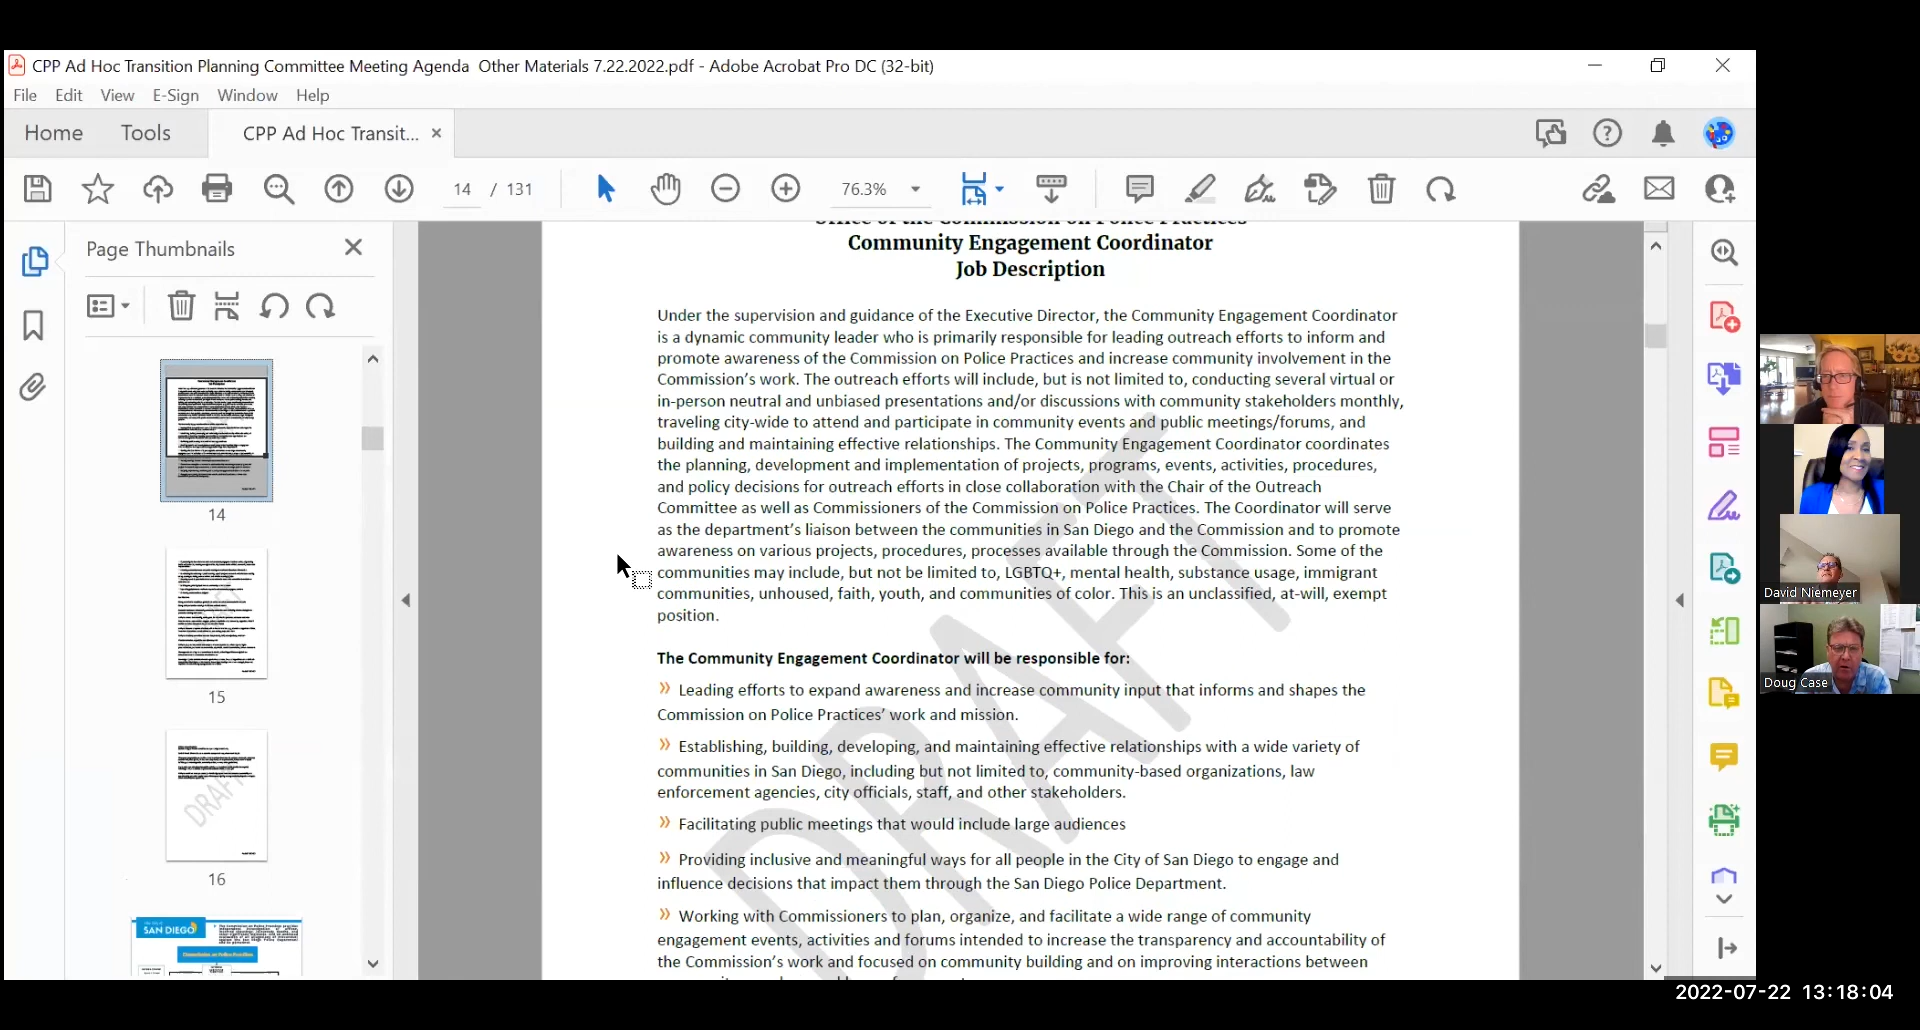 CPP Ad Hoc Transition Planning Committee Meeting Agenda  Other Materials 7.22.2022.pdf - Adobe Acrobat Pro DC (32-bit)
File Edit View E-Sign Window Help
Home Tools CPP Ad Hoc Transit... ×
14 / 131 76.3%
Page Thumbnails
14
15
DRAFT
16
SAN DIEGO
Office of the Commission on Police Practices
Community Engagement Coordinator
Job Description
Under the supervision and guidance of the Executive Director, the Community Engagement Coordinator
is a dynamic community leader who is primarily responsible for leading outreach efforts to inform and
promote awareness of the Commission on Police Practices and increase community involvement in the
Commission's work. The outreach efforts will include, but is not limited to, conducting several virtual or
in-person neutral and unbiased presentations and/or discussions with community stakeholders monthly,
traveling city-wide to attend and participate in community events and public meetings/forums, and
building and maintaining effective relationships. The Community Engagement Coordinator coordinates
the planning, development and implementation of projects, programs, events, activities, procedures,
and policy decisions for outreach efforts in close collaboration with the Chair of the Outreach
Committee as well as Commissioners of the Commission on Police Practices. The Coordinator will serve
as the department's liaison between the communities in San Diego and the Commission and to promote
awareness on various projects, procedures, processes available through the Commission. Some of the
communities may include, but not be limited to, LGBTQ+, mental health, substance usage, immigrant
communities, unhoused, faith, youth, and communities of color. This is an unclassified, at-will, exempt
position.
The Community Engagement Coordinator will be responsible for:
» Leading efforts to expand awareness and increase community input that informs and shapes the
Commission on Police Practices' work and mission.
» Establishing, building, developing, and maintaining effective relationships with a wide variety of
communities in San Diego, including but not limited to, community-based organizations, law
enforcement agencies, city officials, staff, and other stakeholders.
» Facilitating public meetings that would include large audiences
» Providing inclusive and meaningful ways for all people in the City of San Diego to engage and
influence decisions that impact them through the San Diego Police Department.
» Working with Commissioners to plan, organize, and facilitate a wide range of community
engagement events, activities and forums intended to increase the transparency and accountability of
the Commission's work and focused on community building and on improving interactions between
DRAFT
David Niemeyer
Doug Case
2022-07-22 13:18:04